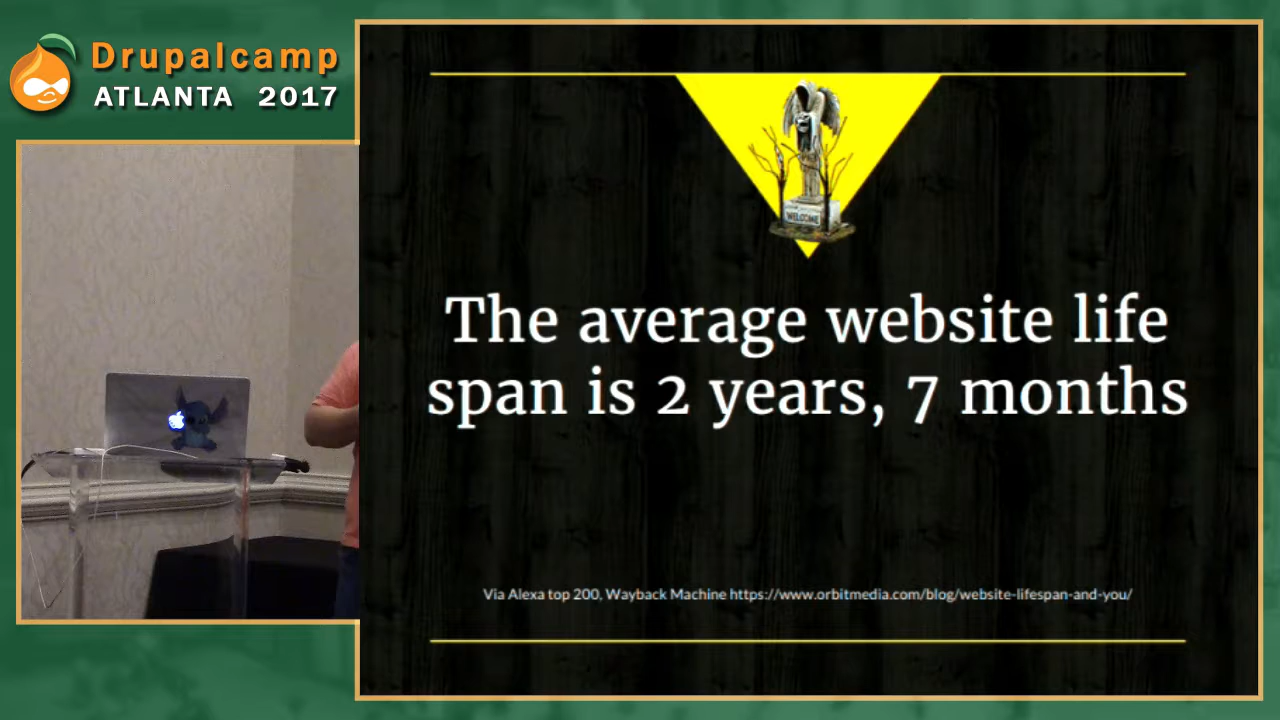 Drupalcamp
ATLANTA 2017
WELCOME
The average website life
span is 2 years, 7 months
Via Alexa top 200, Wayback Machine https://www.orbitmedia.com/blog/website-lifespan-and-you/